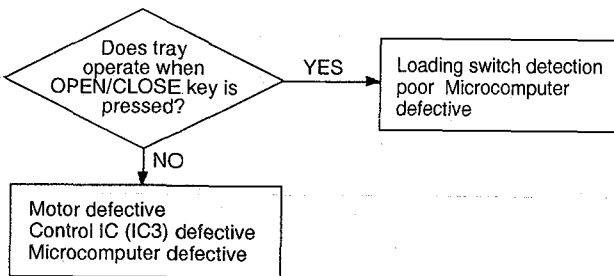 Does tray
operate when
OPEN/CLOSE key is
pressed?
YES
Loading switch detection
poor Microcomputer
defective
NO
Motor defective
Control IC (IC3) defective
Microcomputer defective